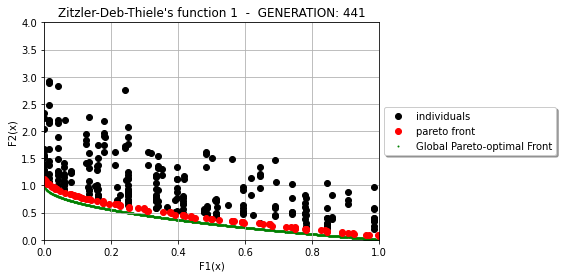 Zitzler-Deb-Thiele's function 1  -  GENERATION: 441
4.0
3.5
3.0
2.5
2.0
1.5
1.0
0.5
0.0
F2(x)
0.0 0.2 0.4 0.6 0.8 1.0
F1(x)
individuals
pareto front
Global Pareto-optimal Front